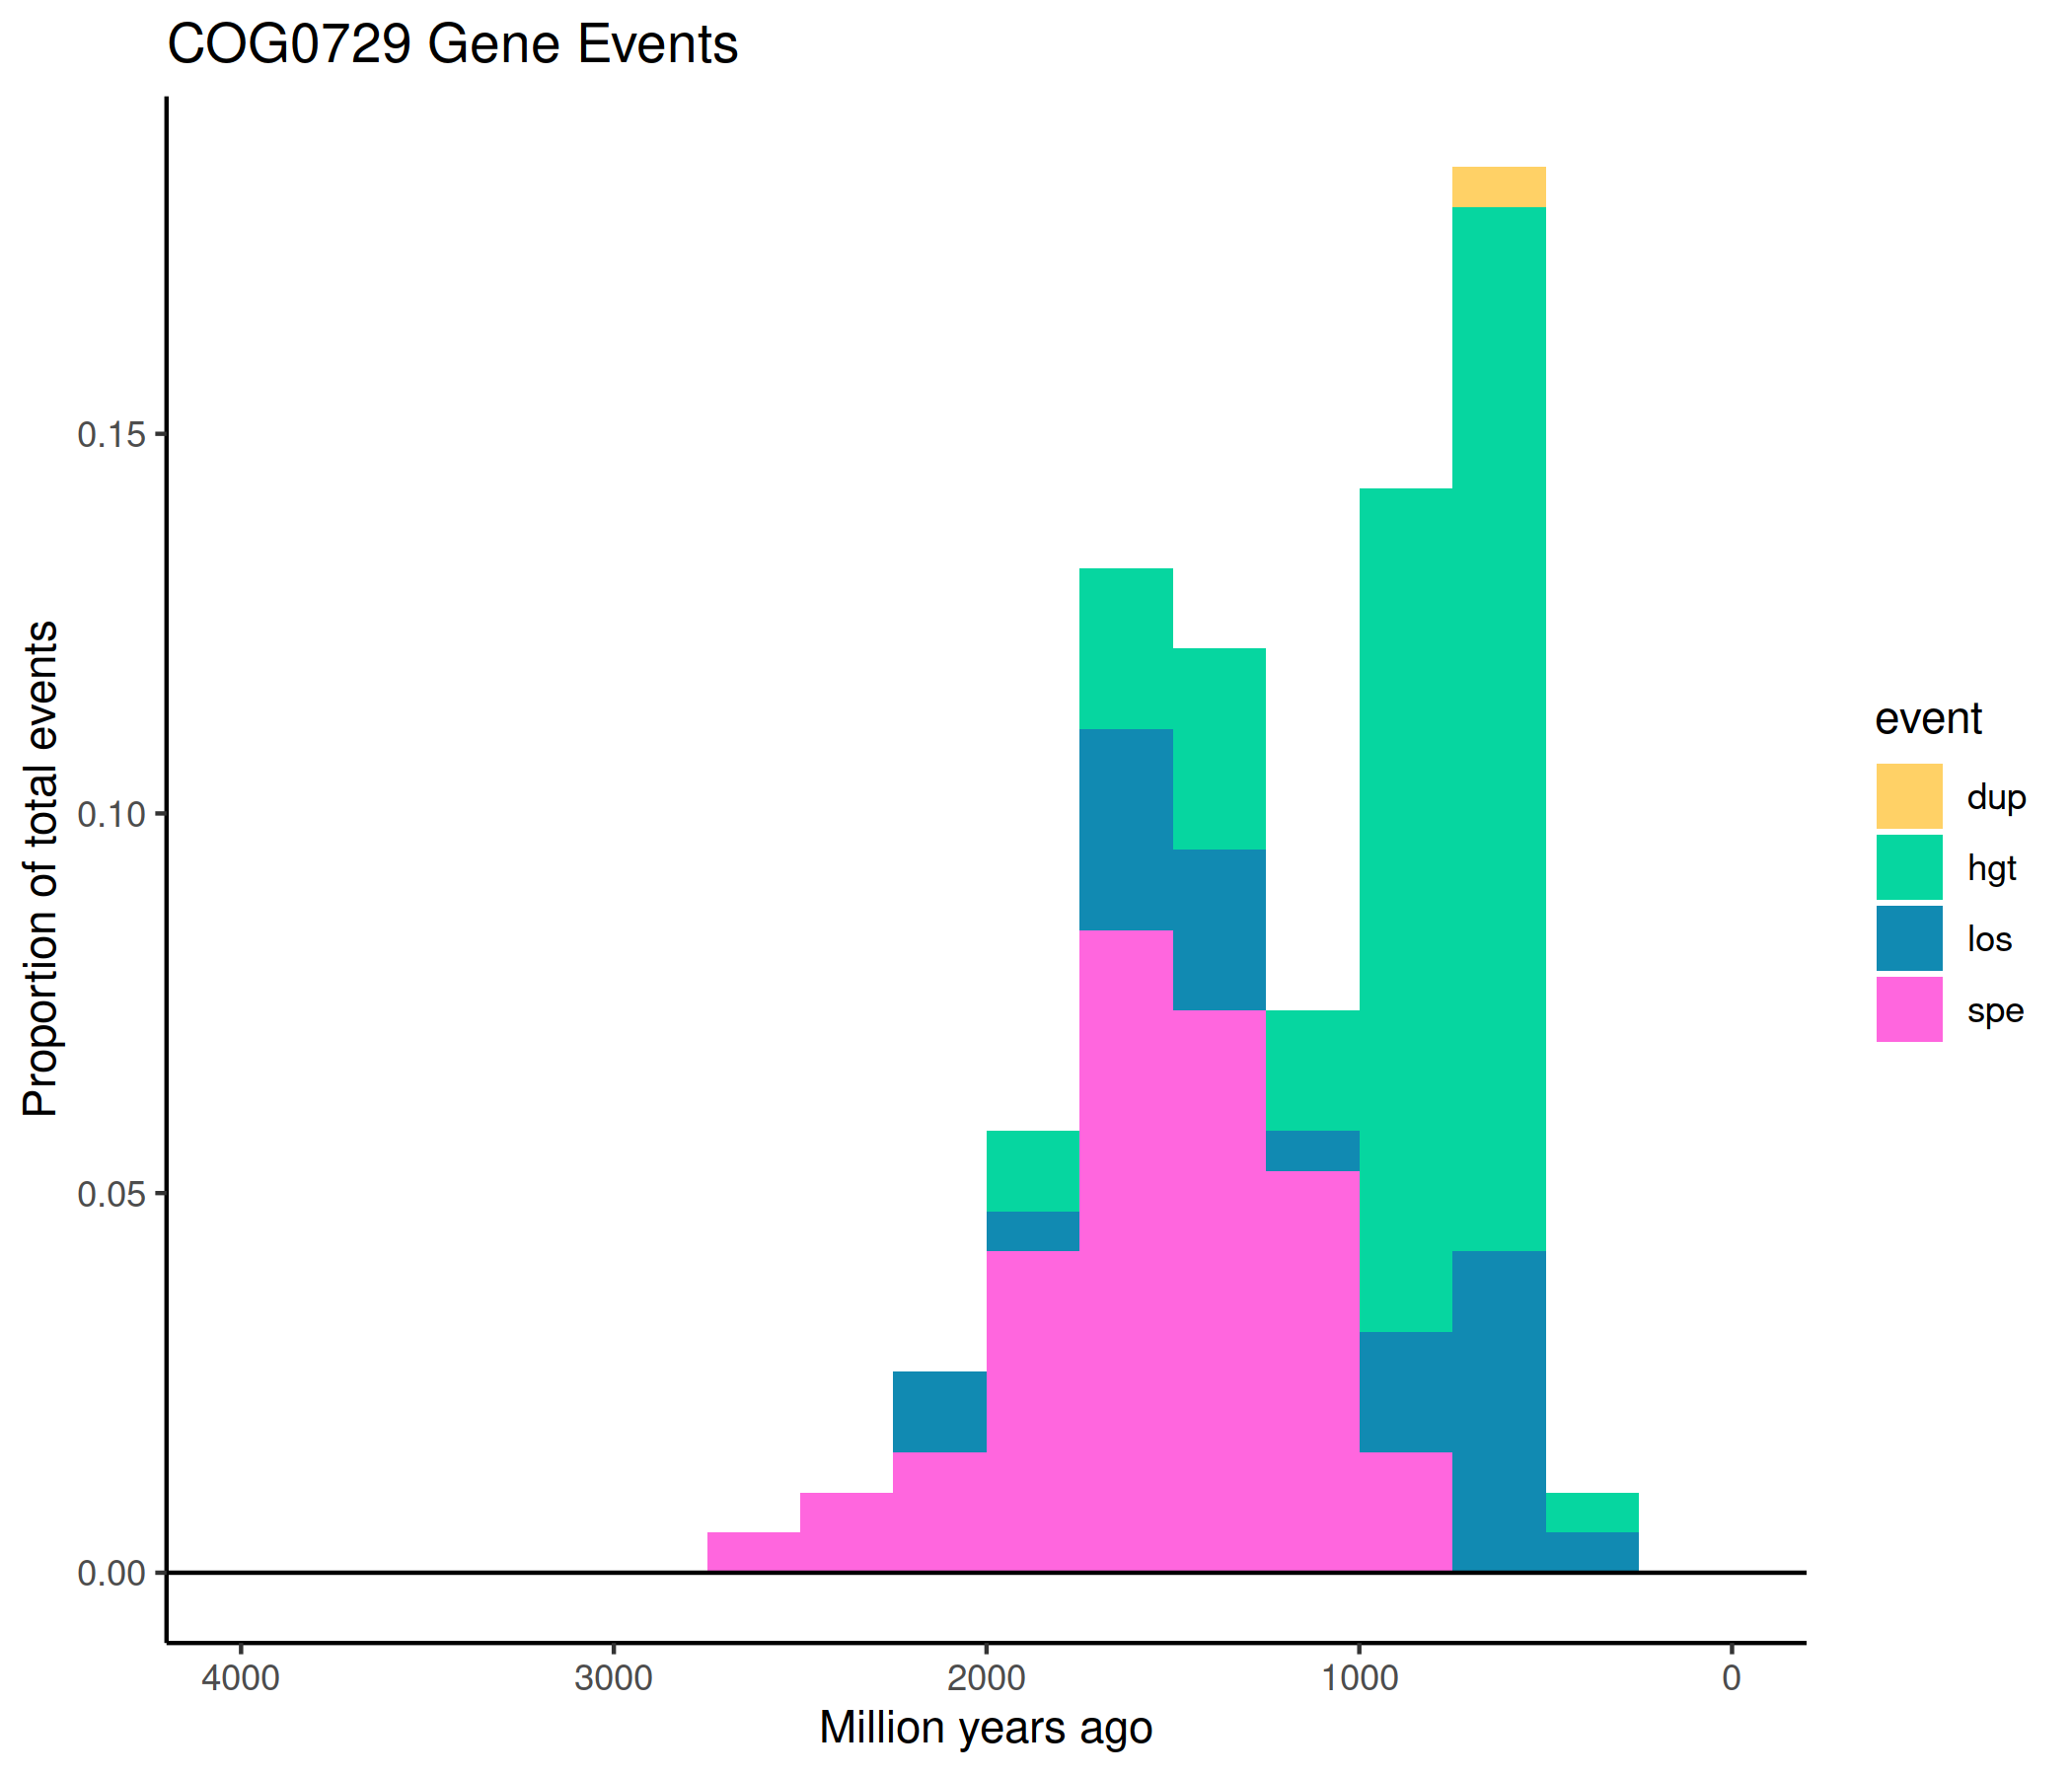 COG0729 Gene Events
Proportion of total events
0.15
0.10
0.05
0.00
4000 3000 2000 1000 0
Million years ago
event
dup
hgt
los
spe